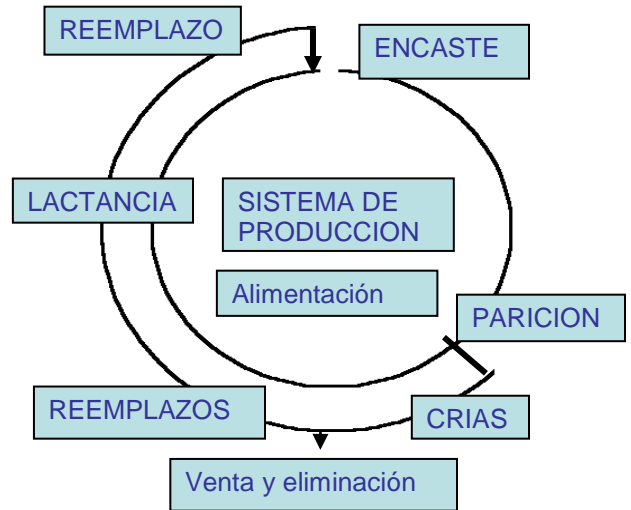 REEMPLAZO
ENCASTE
LACTANCIA
SISTEMA DE
PRODUCCION
Alimentación
PARICION
REEMPLAZOS
CRIAS
Venta y eliminación